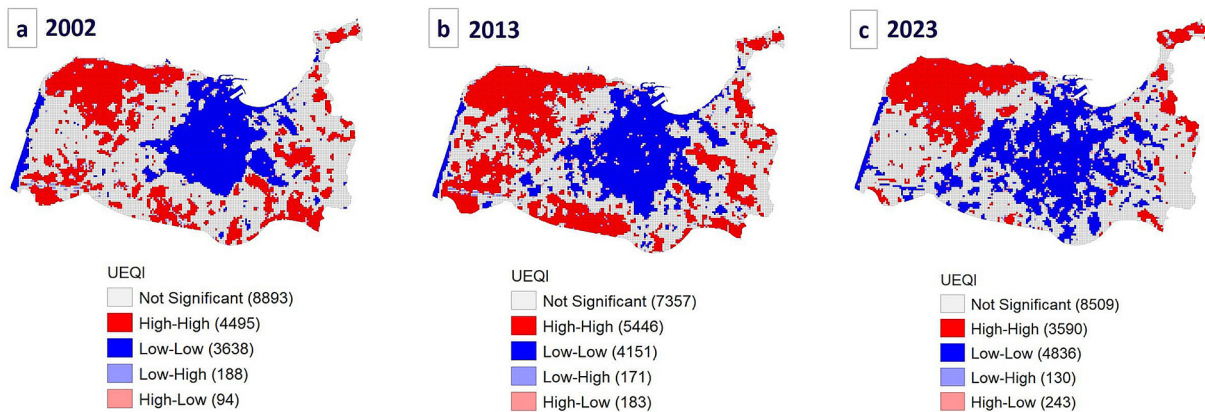 a 2002
UEQI
Not Significant (8893)
High-High (4495)
Low-Low (3638)
Low-High (188)
High-Low (94)
b 2013
UEQI
Not Significant (7357)
High-High (5446)
Low-Low (4151)
Low-High (171)
High-Low (183)
c 2023
UEQI
Not Significant (8509)
High-High (3590)
Low-Low (4836)
Low-High (130)
High-Low (243)